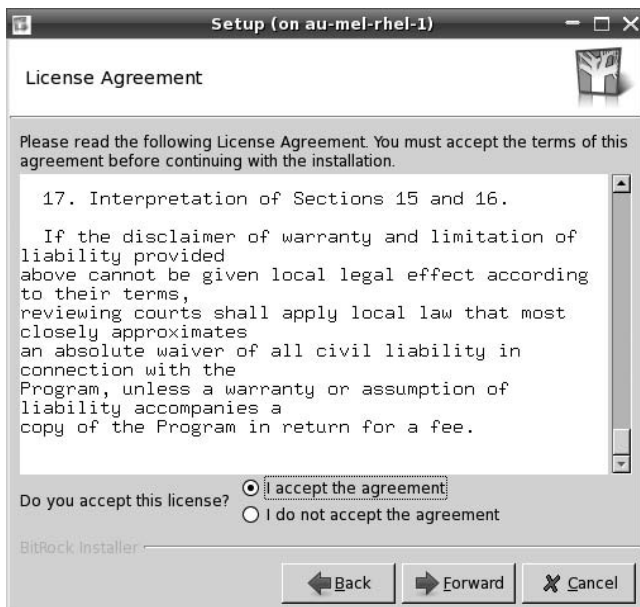 Setup (on au-mel-rhel-1)
License Agreement
Please read the following License Agreement. You must accept the terms of this
agreement before continuing with the installation.
17. Interpretation of Sections 15 and 16.
If the disclaimer of warranty and limitation of
liability provided
above cannot be given local legal effect according
to their terms,
reviewing courts shall apply local law that most
closely approximates
an absolute waiver of all civil liability in
connection with the
Program, unless a warranty or assumption of
liability accompanies a
copy of the Program in return for a fee.
Do you accept this license?
I accept the agreement
I do not accept the agreement
BitRock Installer
Back
Forward
Cancel